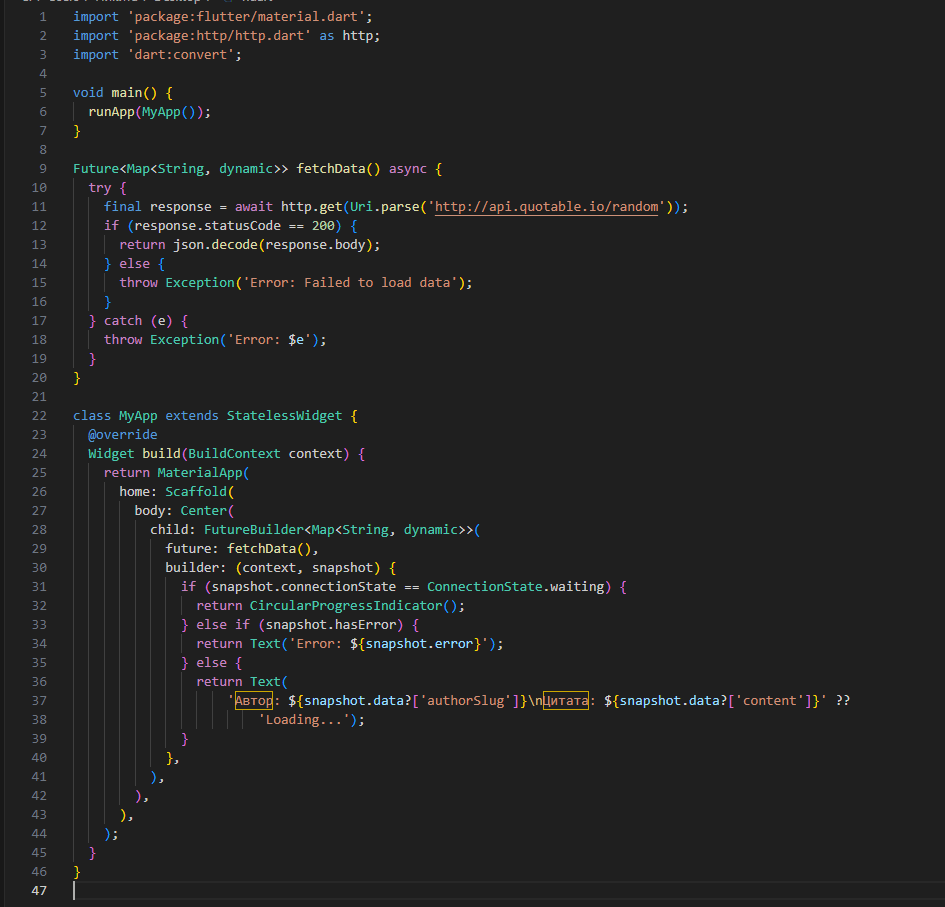 1 import 'package:flutter/material.dart';
2 import 'package:http/http.dart' as http;
3 import 'dart:convert';
4
5 void main() {
6   runApp(MyApp());
7 }
8
9 Future<Map<String, dynamic>> fetchData() async {
10   try {
11     final response = await http.get(Uri.parse('http://api.quotable.io/random'));
12     if (response.statusCode == 200) {
13       return json.decode(response.body);
14     } else {
15       throw Exception('Error: Failed to load data');
16     }
17   } catch (e) {
18     throw Exception('Error: $e');
19   }
20 }
21
22 class MyApp extends StatelessWidget {
23   @override
24   Widget build(BuildContext context) {
25     return MaterialApp(
26       home: Scaffold(
27         body: Center(
28           child: FutureBuilder<Map<String, dynamic>>(
29             future: fetchData(),
30             builder: (context, snapshot) {
31               if (snapshot.connectionState == ConnectionState.waiting) {
32                 return CircularProgressIndicator();
33               } else if (snapshot.hasError) {
34                 return Text('Error: ${snapshot.error}');
35               } else {
36                 return Text(
37                     'Автор: ${snapshot.data?['authorSlug']}\nЦитата: ${snapshot.data?['content']}' ??
38                         'Loading...');
39               }
40             },
41           ),
42         ),
43       ),
44     );
45   }
46 }
47